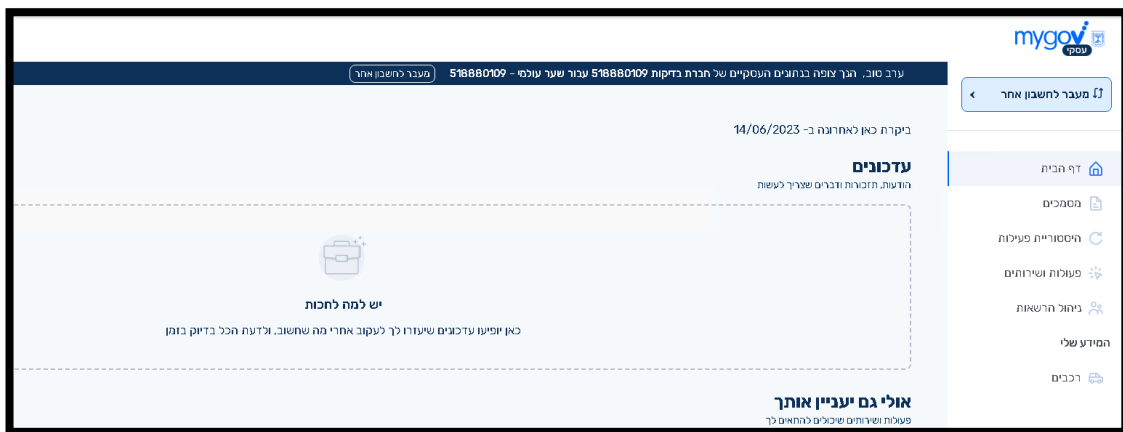 mygov
עסקי
ערב טוב, הנך צופה בנתונים העסקיים של חברת בדיקות 518880109 עבור שער עולמי - 518880109 מעבר לחשבון אחר
מעבר לחשבון אחר
דף הבית
מסמכים
היסטוריית פעילות
פעולות ושירותים
ניהול הרשאות
המידע שלי
רכבים
ביקרת כאן לאחרונה ב- 14/06/2023
עדכונים
הודעות, תזכורות ודברים שצריך לעשות
יש למה לחכות
כאן יופיעו עדכונים שיעזרו לך לעקוב אחרי מה שחשוב, ולדעת הכל בדיוק בזמן
אולי גם יעניין אותך
פעולות ושירותים שיכולים להתאים לך